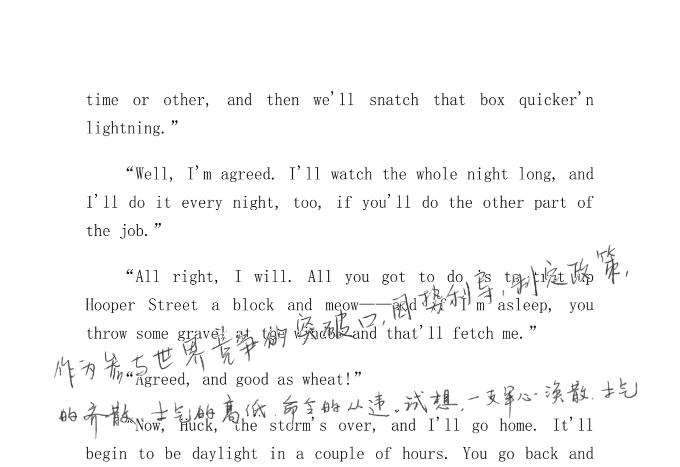 time or other, and then we'll snatch that box quicker'n
lightning.”
“Well, I'm agreed. I'll watch the whole night long, and
I'll do it every night, too, if you'll do the other part of
the job.”
“All right, I will. All you got to do is to trot up
Hooper Street a block and meow——and if I'm asleep, you
throw some gravel at the window and that'll fetch me.”
作为参与世界竞争的突破口,因势利导,制定政策,
“Agreed, and good as wheat!”
的齐散、士气的高低、命令的从违。试想,一支军心涣散、士气
“Now, Huck, the storm's over, and I'll go home. It'll
begin to be daylight in a couple of hours. You go back and